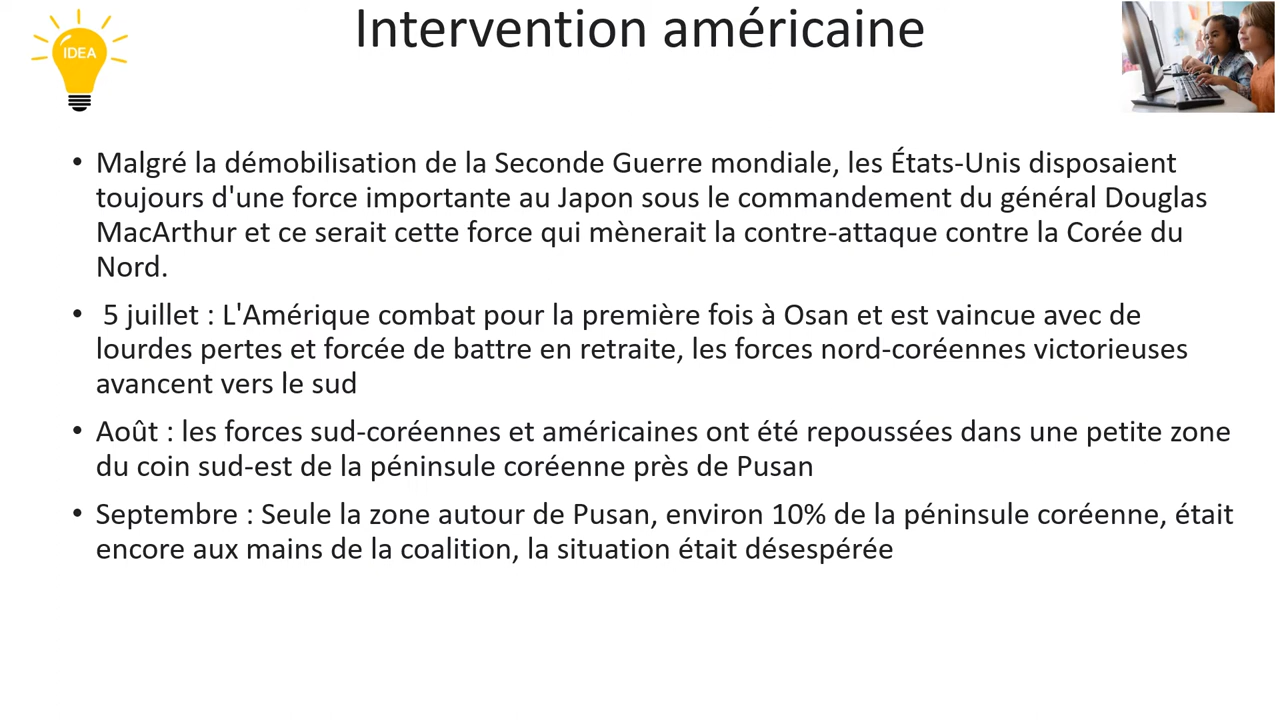 IDEA
Intervention américaine
• Malgré la démobilisation de la Seconde Guerre mondiale, les États-Unis disposaient
toujours d'une force importante au Japon sous le commandement du général Douglas
MacArthur et ce serait cette force qui mènerait la contre-attaque contre la Corée du
Nord.
• 5 juillet : L'Amérique combat pour la première fois à Osan et est vaincue avec de
lourdes pertes et forcée de battre en retraite, les forces nord-coréennes victorieuses
avancent vers le sud
• Août : les forces sud-coréennes et américaines ont été repoussées dans une petite zone
du coin sud-est de la péninsule coréenne près de Pusan
• Septembre : Seule la zone autour de Pusan, environ 10% de la péninsule coréenne, était
encore aux mains de la coalition, la situation était désespérée